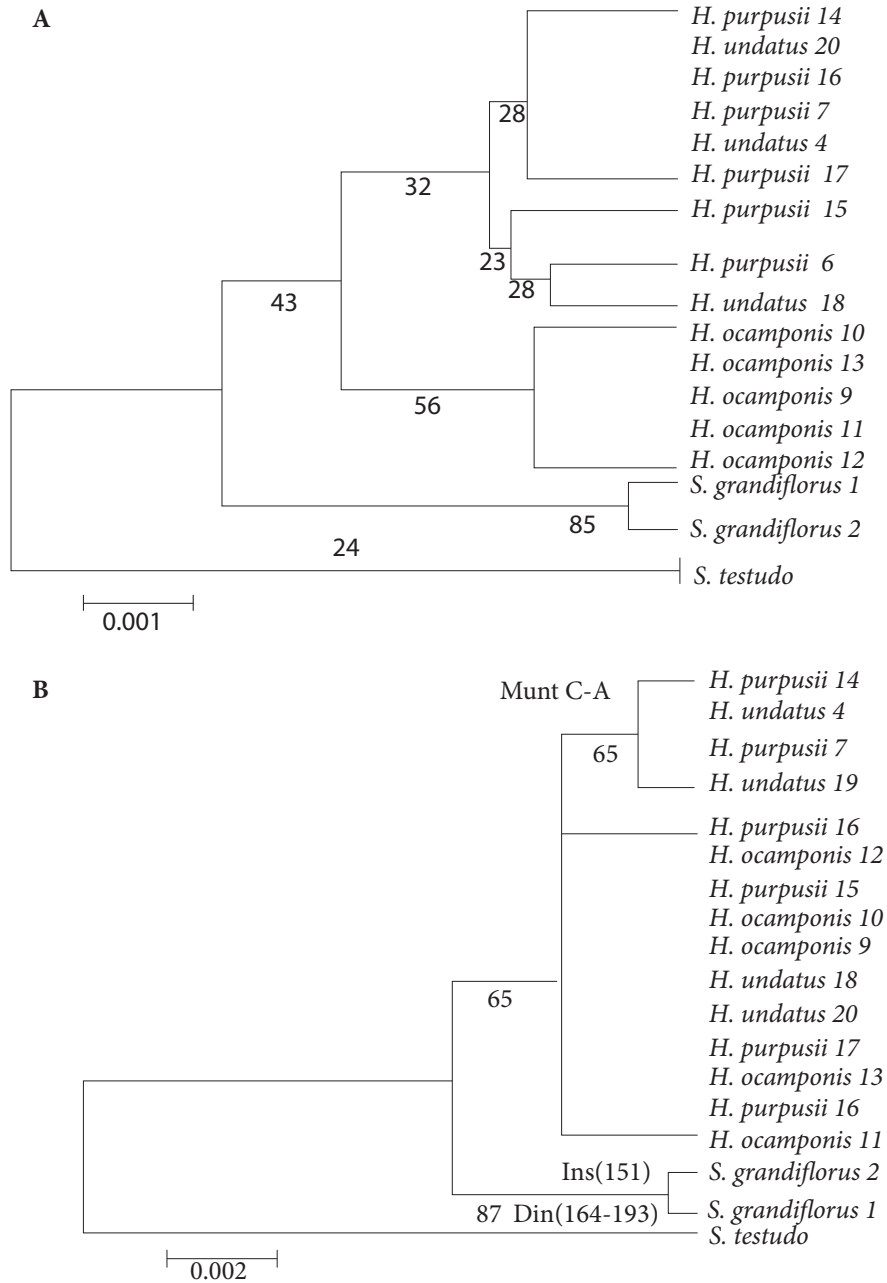 A
H. purpusii 14
H. undatus 20
H. purpusii 16
28
H. purpusii 7
H. undatus 4
32
H. purpusii 17
H. purpusii 15
23
H. purpusii 6
28
43
H. undatus 18
H. ocamponis 10
H. ocamponis 13
56
H. ocamponis 9
H. ocamponis 11
H. ocamponis 12
S. grandiflorus 1
85
S. grandiflorus 2
24
S. testudo
0.001
B
Munt C-A
H. purpusii 14
H. undatus 4
65
H. purpusii 7
H. undatus 19
H. purpusii 16
H. ocamponis 12
H. purpusii 15
H. ocamponis 10
H. ocamponis 9
65
H. undatus 18
H. undatus 20
H. purpusii 17
H. ocamponis 13
H. purpusii 16
H. ocamponis 11
Ins(151)
S. grandiflorus 2
87 Din(164-193)
S. grandiflorus 1
S. testudo
0.002